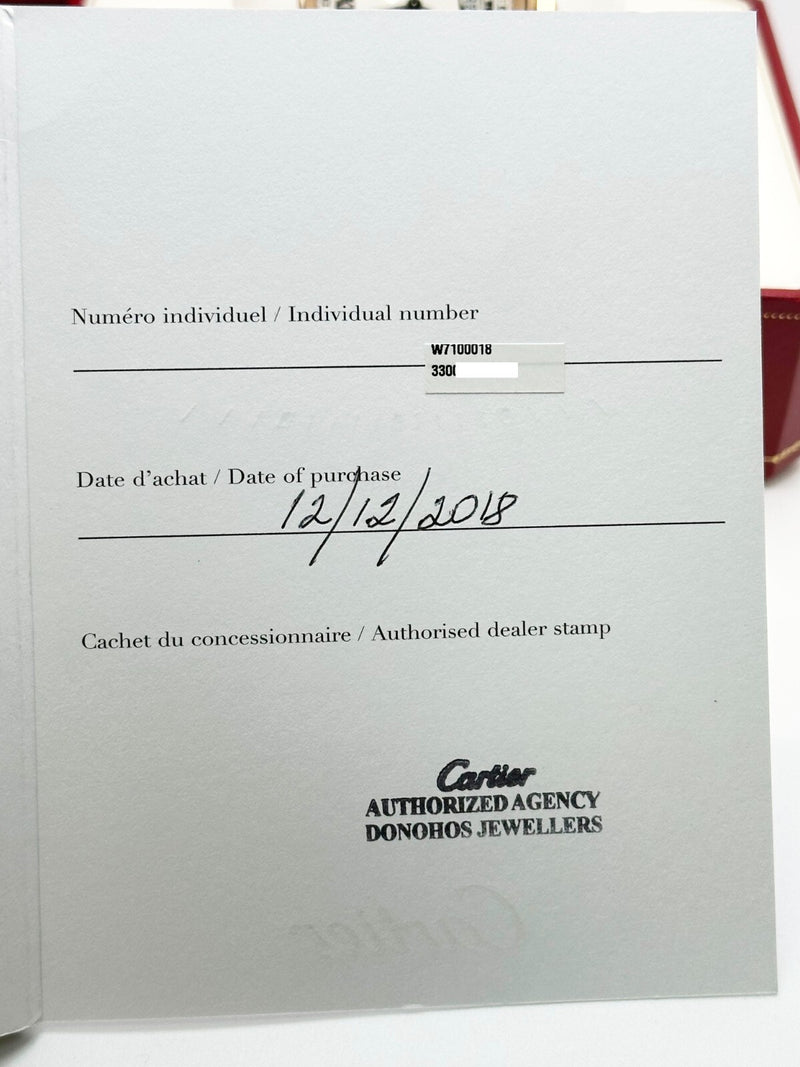 Numéro individuel / Individual number
W7100018
330
Date d'achat / Date of purchase
12/12/2018
Cachet du concessionnaire / Authorised dealer stamp
Cartier
AUTHORIZED AGENCY
DONOHOS JEWELLERS
Cartier